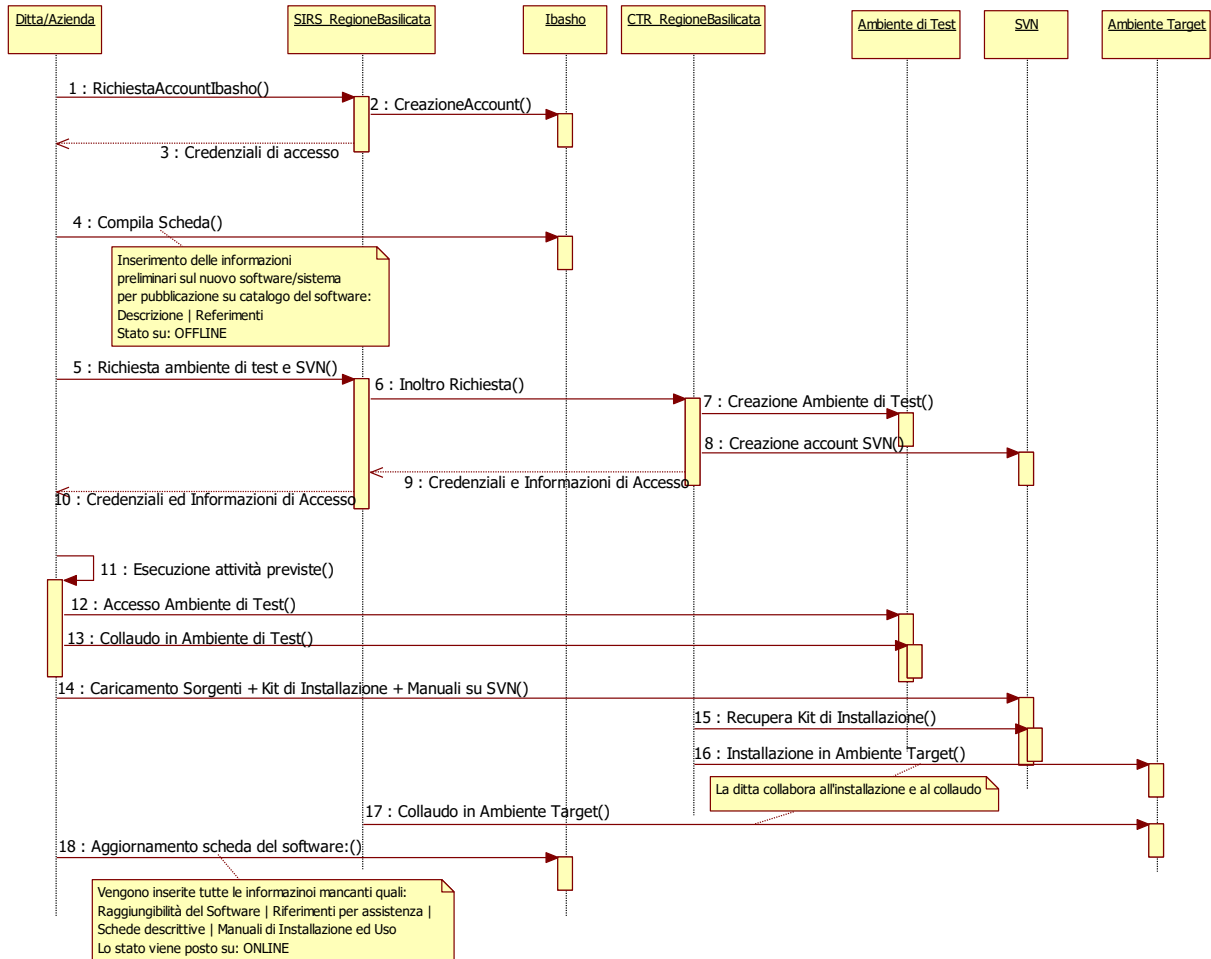 Ditta/Azienda
SIRS_RegioneBasilicata
Ibasho
CTR_RegioneBasilicata
Ambiente di Test
SVN
Ambiente Target
1 : RichiestaAccountIbasho()
2 : CreazioneAccount()
3 : Credenziali di accesso
4 : Compila Scheda()
Inserimento delle informazioni
preliminari sul nuovo software/sistema
per pubblicazione su catalogo del software:
Descrizione | Referimenti
Stato su: OFFLINE
5 : Richiesta ambiente di test e SVN()
6 : Inoltro Richiesta()
7 : Creazione Ambiente di Test()
8 : Creazione account SVN()
9 : Credenziali e Informazioni di Accesso
10 : Credenziali ed Informazioni di Accesso
11 : Esecuzione attività previste()
12 : Accesso Ambiente di Test()
13 : Collaudo in Ambiente di Test()
14 : Caricamento Sorgenti + Kit di Installazione + Manuali su SVN()
15 : Recupera Kit di Installazione()
16 : Installazione in Ambiente Target()
La ditta collabora all'installazione e al collaudo
17 : Collaudo in Ambiente Target()
18 : Aggiornamento scheda del software:()
Vengono inserite tutte le informazinoi mancanti quali:
Raggiungibilità del Software | Riferimenti per assistenza |
Schede descrittive | Manuali di Installazione ed Uso
Lo stato viene posto su: ONLINE